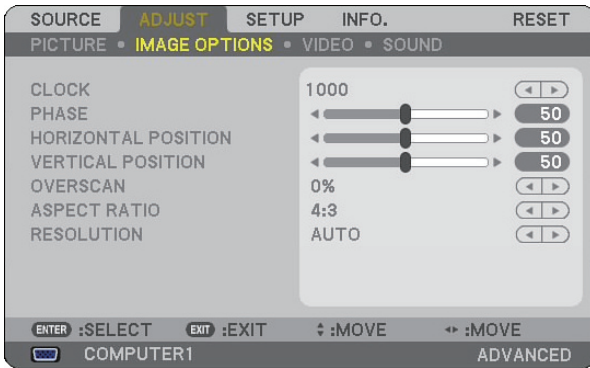 SOURCE ADJUST SETUP INFO. RESET
PICTURE • IMAGE OPTIONS • VIDEO • SOUND
CLOCK 1000
PHASE 50
HORIZONTAL POSITION 50
VERTICAL POSITION 50
OVERSCAN 0%
ASPECT RATIO 4:3
RESOLUTION AUTO
ENTER :SELECT EXIT :EXIT :MOVE :MOVE
COMPUTER1 ADVANCED